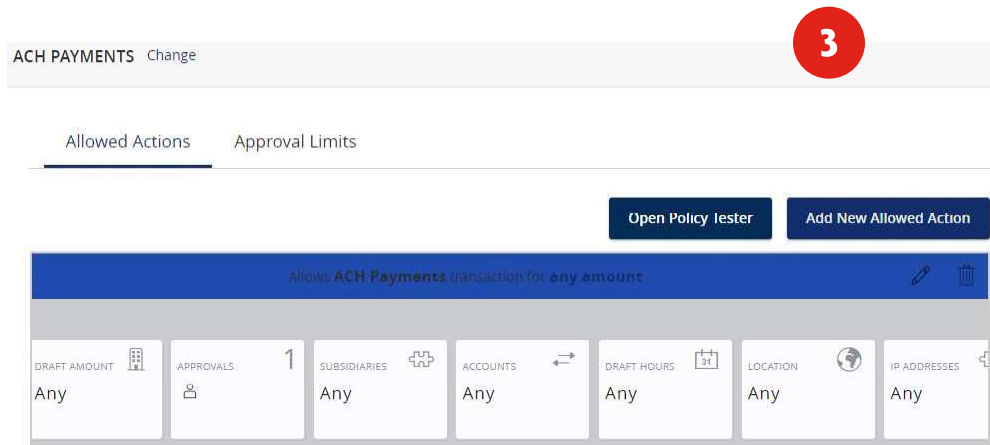 3
ACH PAYMENTS Change
Allowed Actions Approval Limits
Open Policy Tester Add New Allowed Action
Allows ACH Payments transaction for any amount
DRAFT AMOUNT APPROVALS 1 SUBSIDIARIES ACCOUNTS DRAFT HOURS 31 LOCATION IP ADDRESSES
Any Any Any Any Any Any